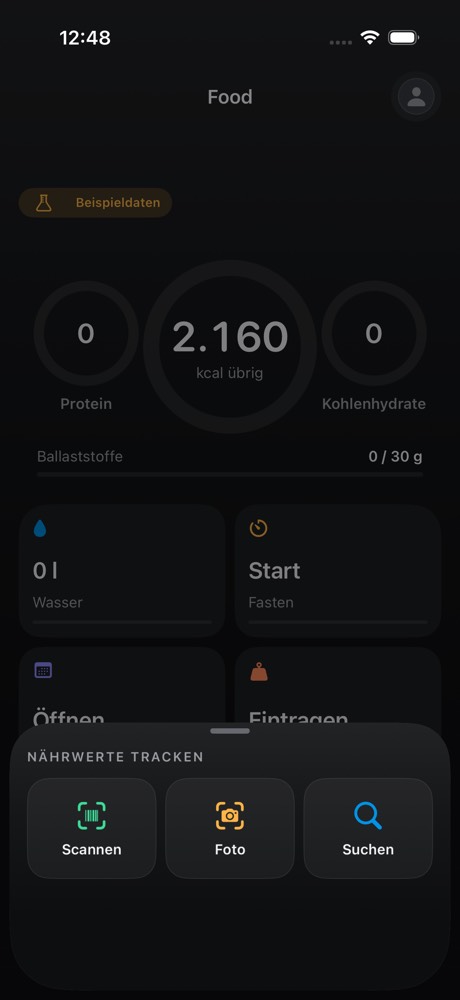 12:48
Food
Beispieldaten
0
2.160
0
kcal übrig
Protein
Kohlenhydrate
Ballaststoffe
0 / 30 g
0 l
Start
Wasser
Fasten
Öffnen
Eintragen
NÄHRWERTE TRACKEN
Scannen
Foto
Suchen